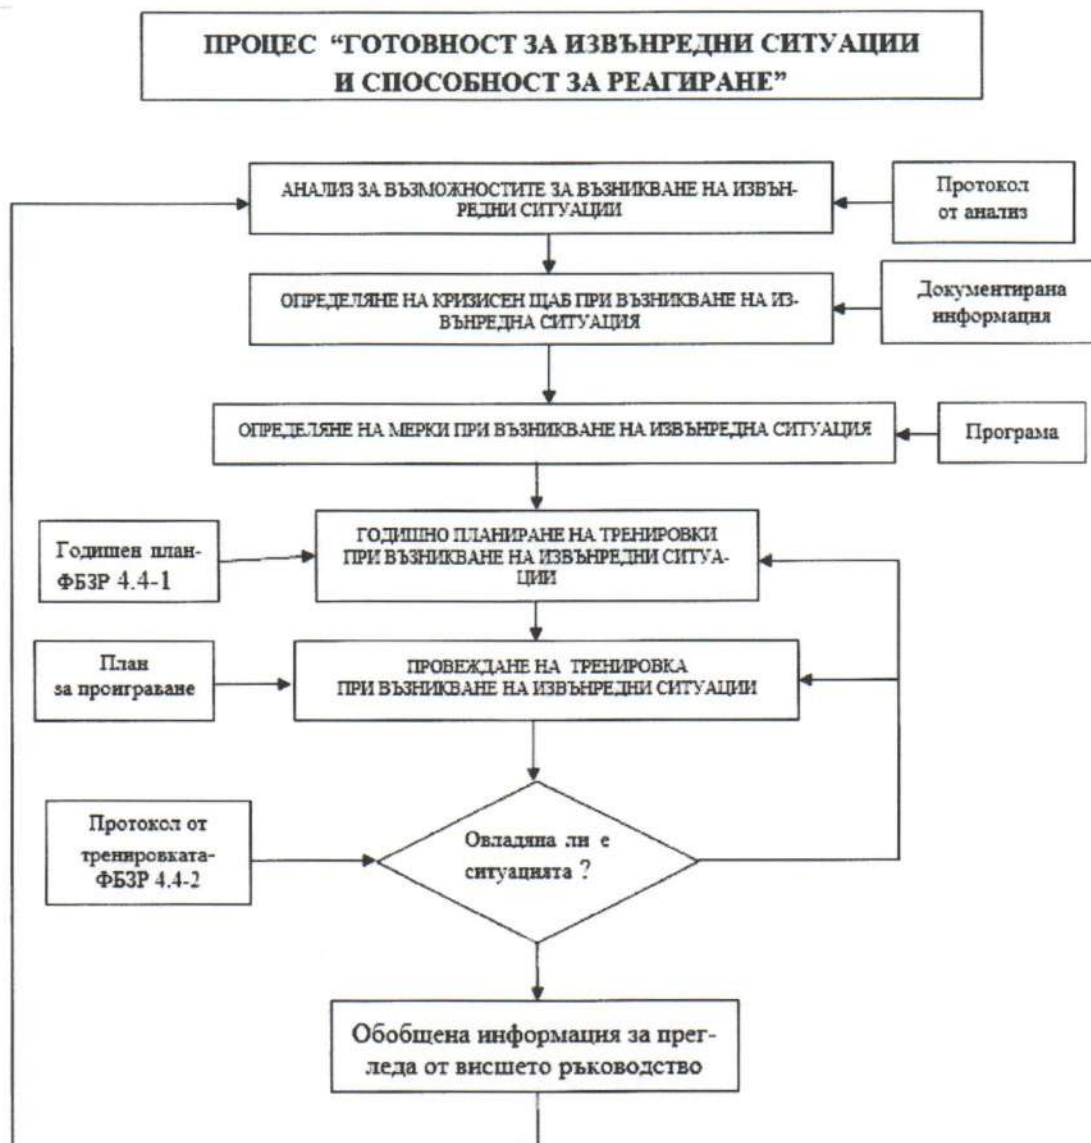 ПРОЦЕС “ГОТОВНОСТ ЗА ИЗВЪНРЕДНИ СИТУАЦИИ
И СПОСОБНОСТ ЗА РЕАГИРАНЕ”
АНАЛИЗ ЗА ВЪЗМОЖНОСТИТЕ ЗА ВЪЗНИКВАНЕ НА ИЗВЪН-
РЕДНИ СИТУАЦИИ
Протокол
от анализ
ОПРЕДЕЛЯНЕ НА КРИЗИСЕН ЩАБ ПРИ ВЪЗНИКВАНЕ НА ИЗ-
ВЪНРЕДНА СИТУАЦИЯ
Документирана
информация
ОПРЕДЕЛЯНЕ НА МЕРКИ ПРИ ВЪЗНИКВАНЕ НА ИЗВЪНРЕДНА СИТУАЦИЯ
Програма
Годишен план-
ФБЗР 4.4-1
ГОДИШНО ПЛАНИРАНЕ НА ТРЕНИРОВКИ
ПРИ ВЪЗНИКВАНЕ НА ИЗВЪНРЕДНИ СИТУА-
ЦИИ
План
за проиграване
ПРОВЕЖДАНЕ НА ТРЕНИРОВКА
ПРИ ВЪЗНИКВАНЕ НА ИЗВЪНРЕДНИ СИТУАЦИИ
Протокол от
тренировката-
ФБЗР 4.4-2
Овладяна ли е
ситуацията ?
Обобщена информация за прег-
леда от висшето ръководство